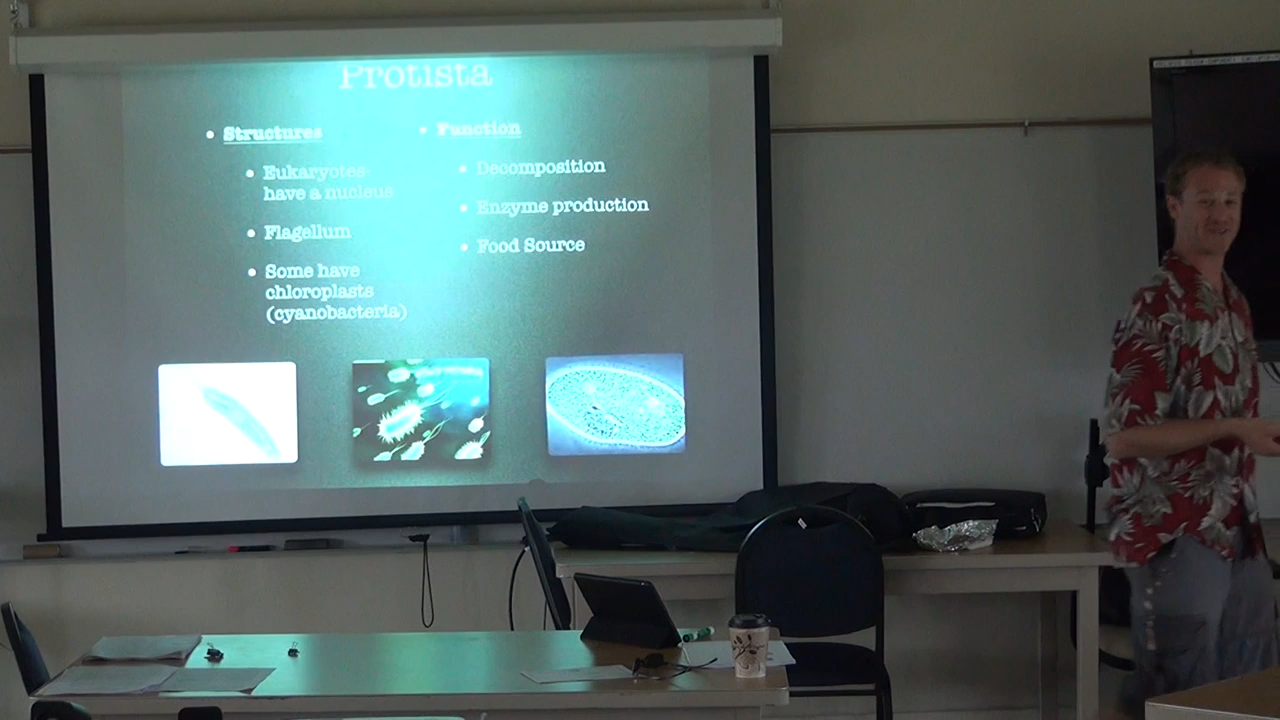 Protista
Structures
Eukaryotes-
have a nucleus
Flagellum
Some have
chloroplasts
(cyanobacteria)
Function
Decomposition
Enzyme production
Food Source